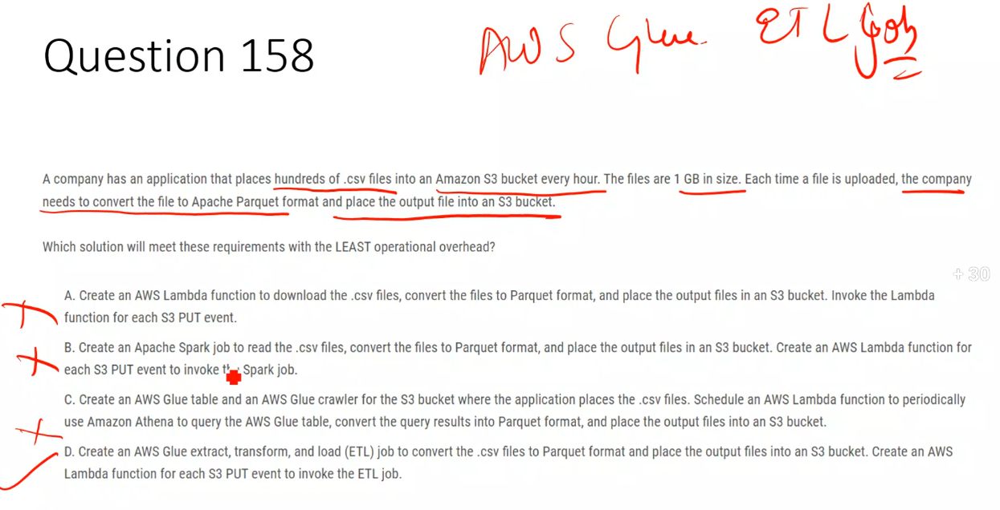 AWS Glue ETL job
Question 158
A company has an application that places hundreds of .csv files into an Amazon S3 bucket every hour. The files are 1 GB in size. Each time a file is uploaded, the company
needs to convert the file to Apache Parquet format and place the output file into an S3 bucket.
Which solution will meet these requirements with the LEAST operational overhead?
+ 30
A. Create an AWS Lambda function to download the .csv files, convert the files to Parquet format, and place the output files in an S3 bucket. Invoke the Lambda
function for each S3 PUT event.
B. Create an Apache Spark job to read the .csv files, convert the files to Parquet format, and place the output files in an S3 bucket. Create an AWS Lambda function for
each S3 PUT event to invoke Spark job.
C. Create an AWS Glue table and an AWS Glue crawler for the S3 bucket where the application places the .csv files. Schedule an AWS Lambda function to periodically
use Amazon Athena to query the AWS Glue table, convert the query results into Parquet format, and place the output files into an S3 bucket.
D. Create an AWS Glue extract, transform, and load (ETL) job to convert the .csv files to Parquet format and place the output files into an S3 bucket. Create an AWS
Lambda function for each S3 PUT event to invoke the ETL job.